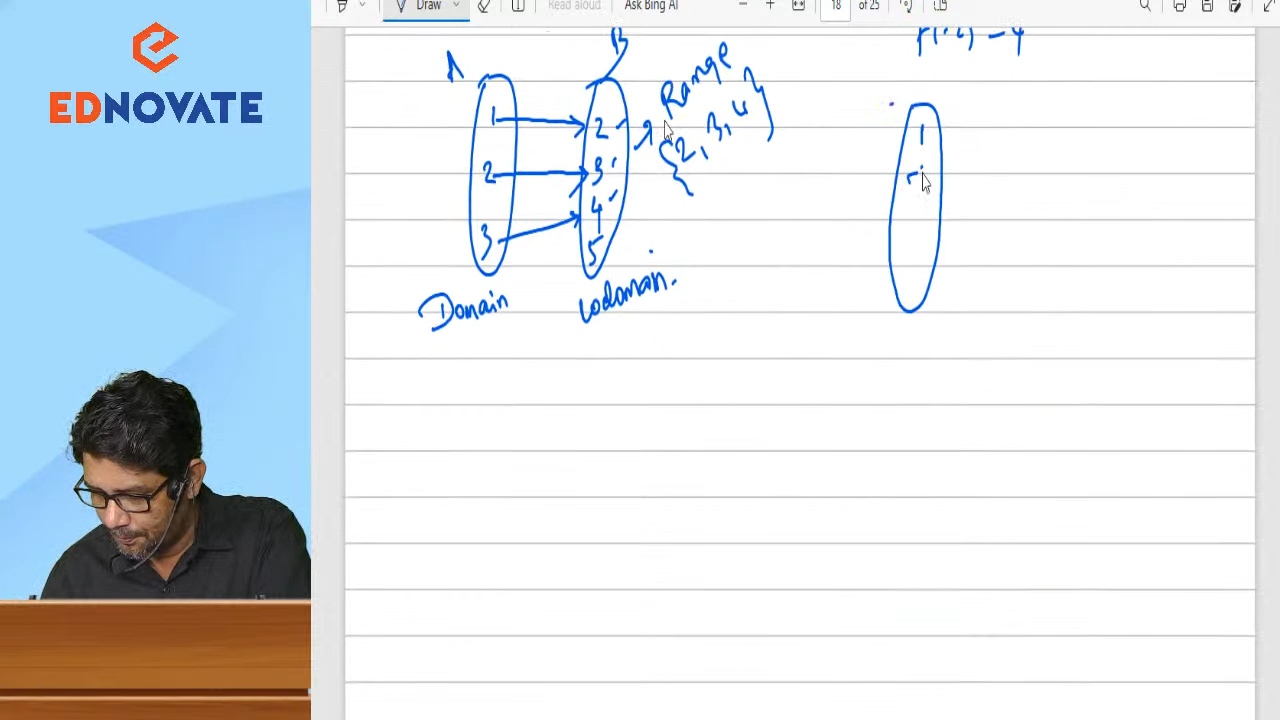 Draw
Read aloud
Ask Bing AI
18
of 25
EDNOVATE
A
B
Range
{2, 3, 4}
1
2
3
2
3
4
5
Domain
codomain.
1